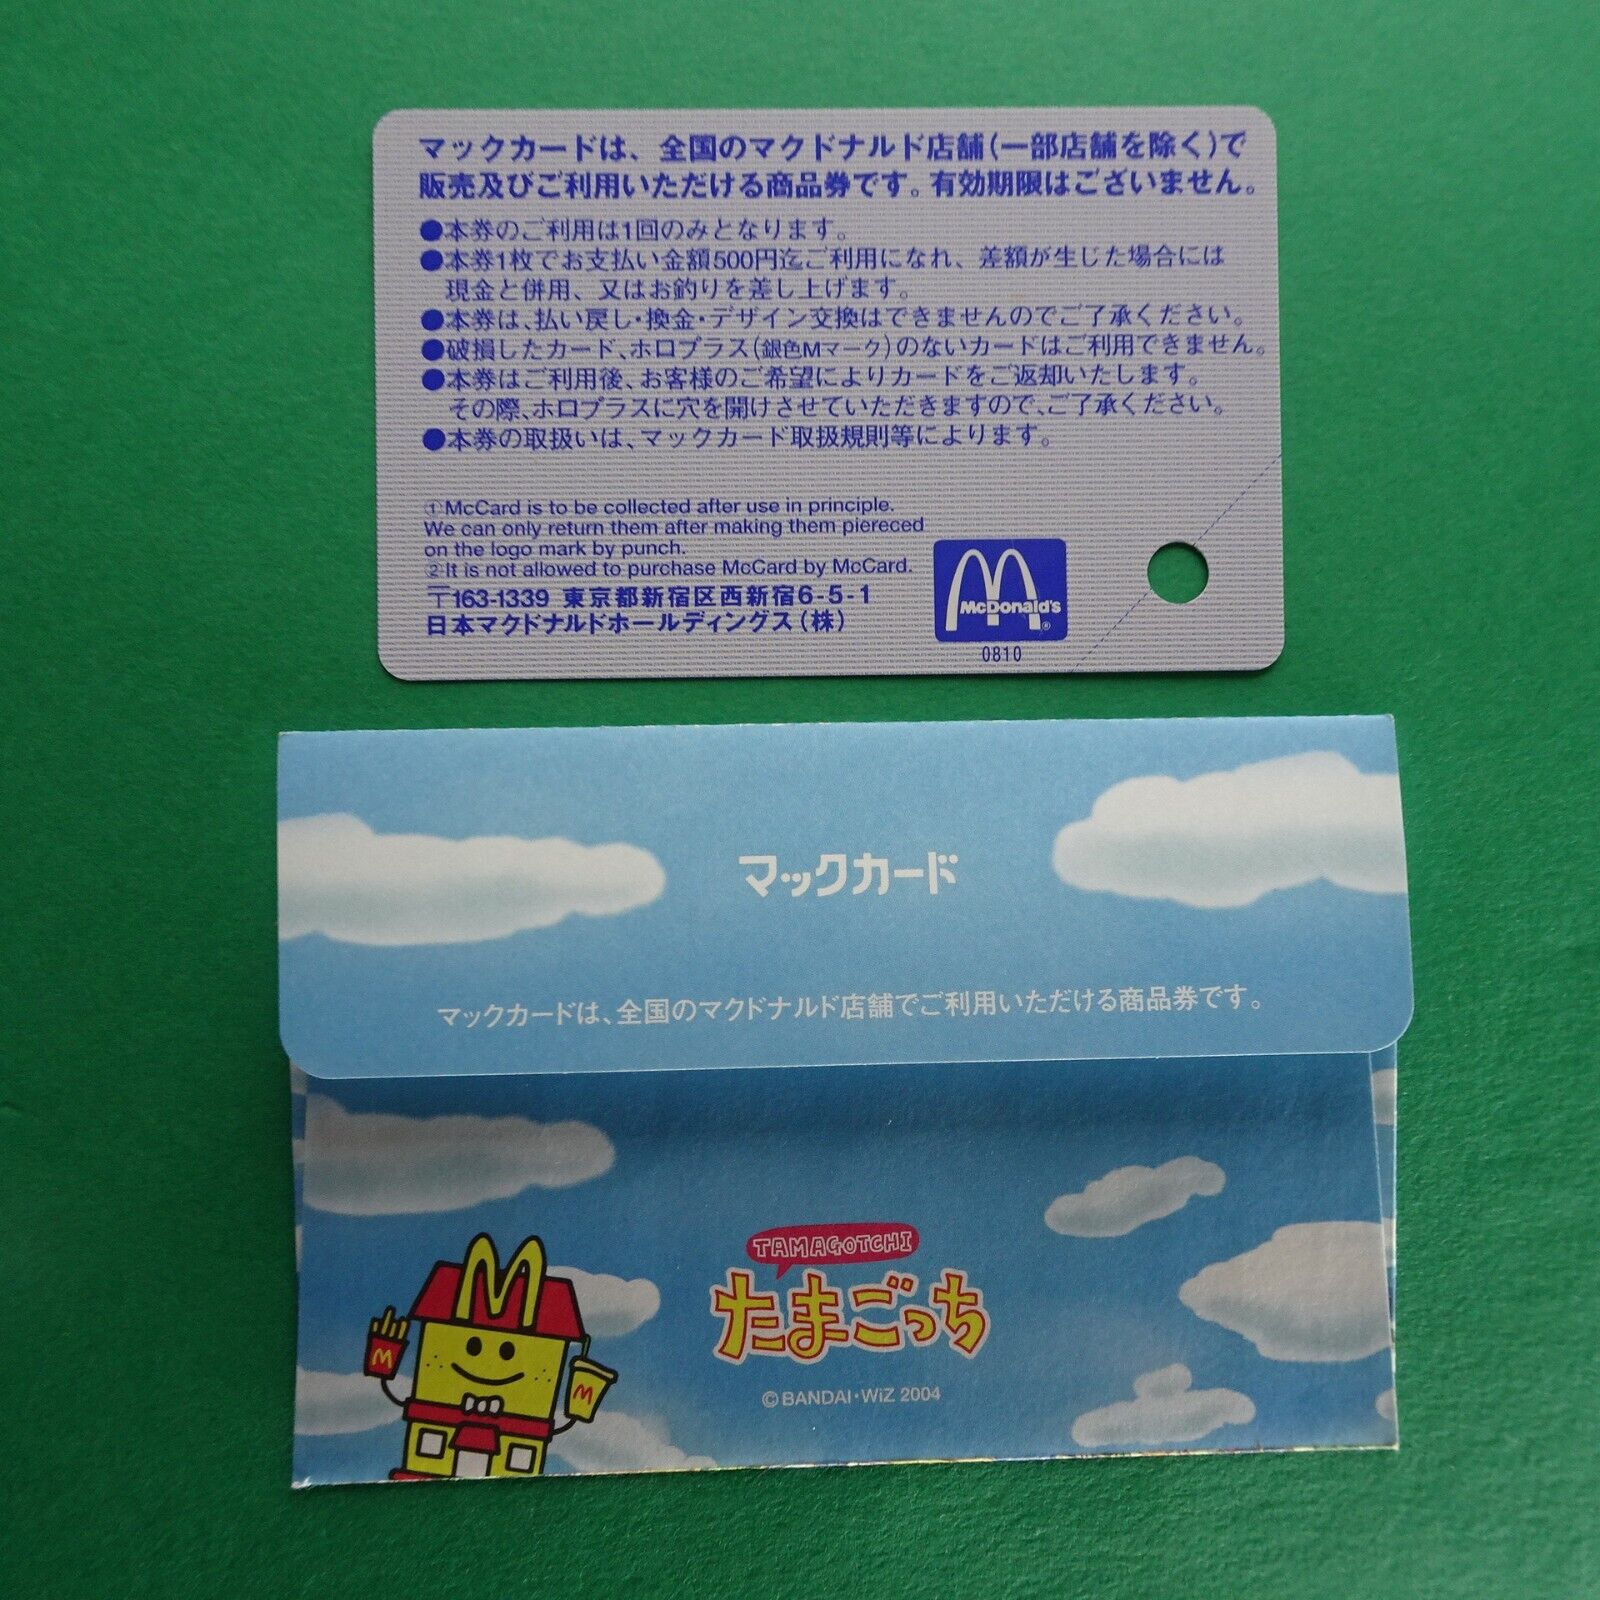 マックカードは、全国のマクドナルド店舗(一部店舗を除く)で
販売及びご利用いただける商品券です。有効期限はございません。
●本券のご利用は1回のみとなります。
●本券1枚でお支払い金額500円迄ご利用になれ、差額が生じた場合には
現金と併用、又はお釣りを差し上げます。
●本券は、払い戻し・換金・デザイン交換はできませんのでご了承ください。
●破損したカード、ホロブラス(銀色Mマーク)のないカードはご利用できません。
●本券はご利用後、お客様のご希望によりカードをご返却いたします。
その際、ホロブラスに穴を開けさせていただきますので、ご了承ください。
●本券の取扱いは、マックカード取扱規則等によります。
①McCard is to be collected after use in principle.
We can only return them after making them piereced
on the logo mark by punch.
②It is not allowed to purchase McCard by McCard.
〒163-1339 東京都新宿区西新宿6-5-1
日本マクドナルドホールディングス(株)
McDonald's
®
0810
マックカード
マックカードは、全国のマクドナルド店舗でご利用いただける商品券です。
TAMAGOTCHI
たまごっち
©BANDAI・WiZ 2004
M
M
M